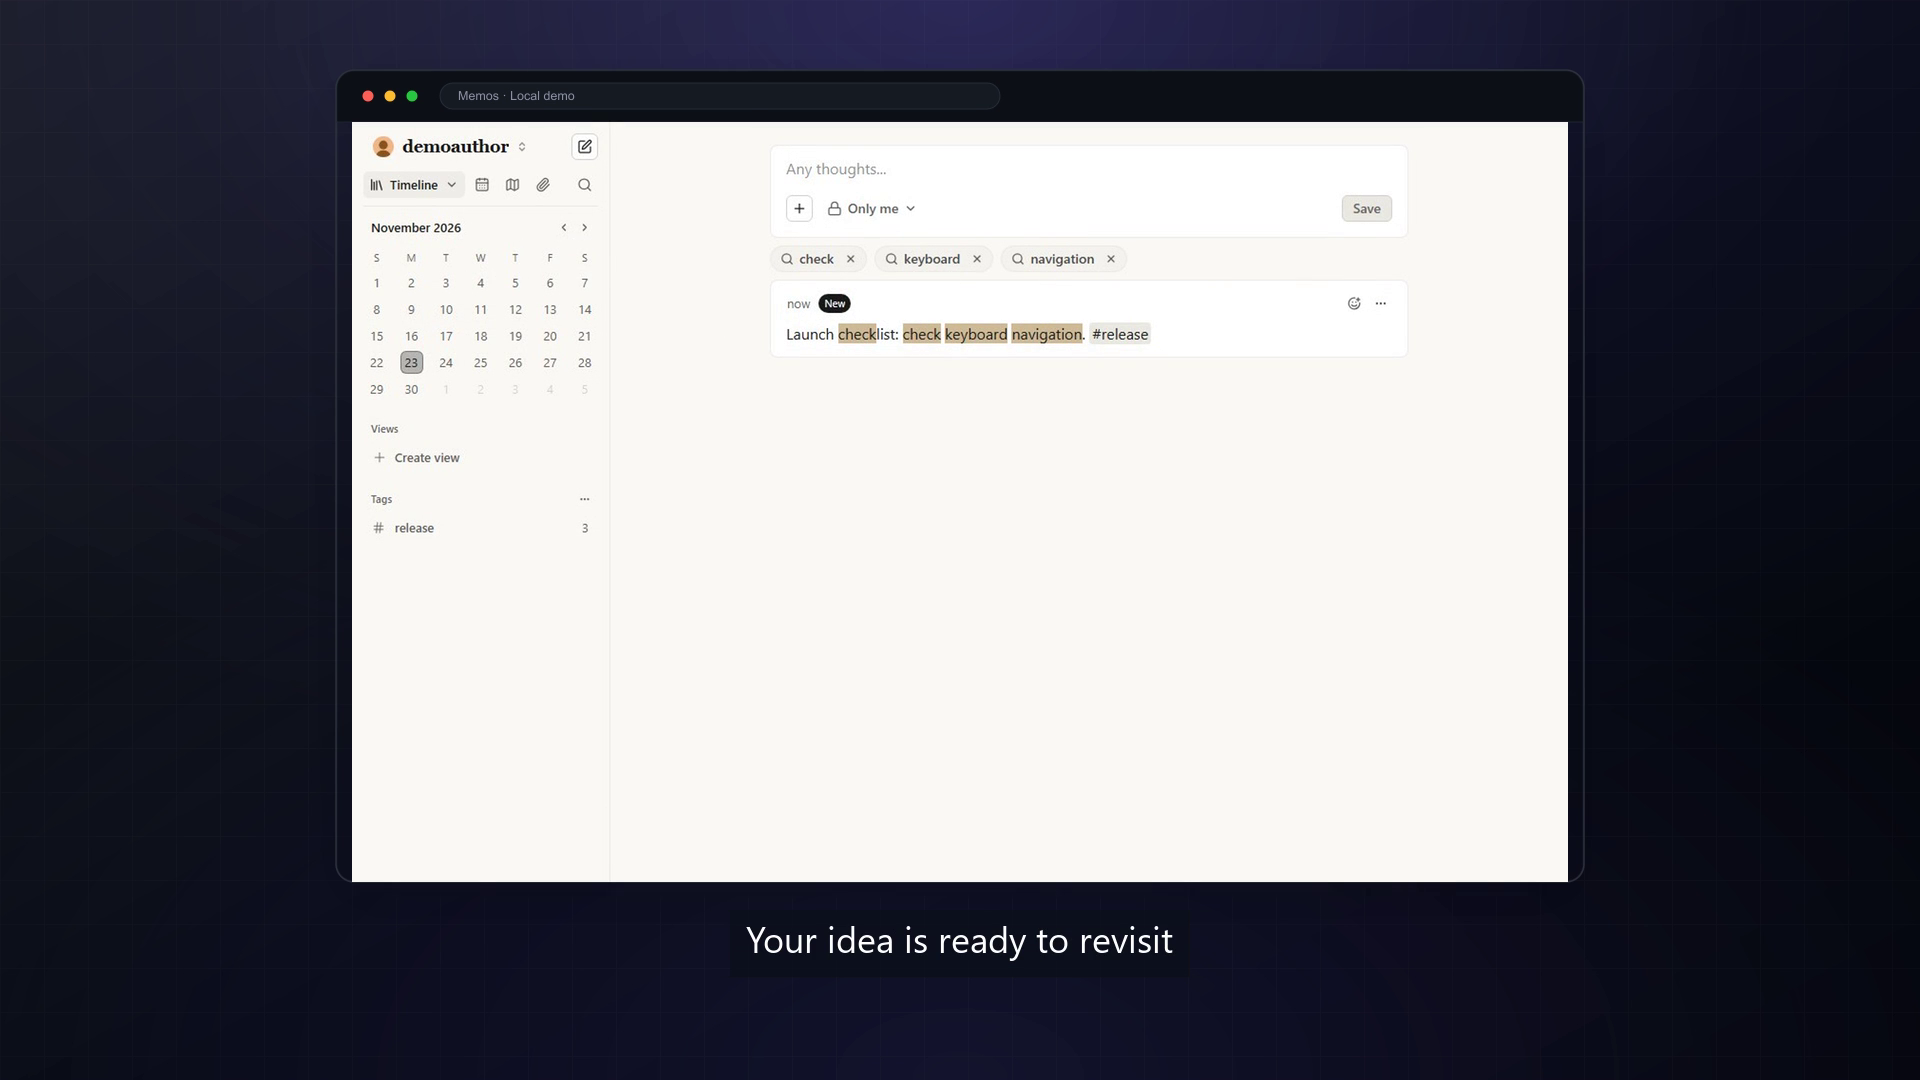 Memos · Local demo
demoauthor
Timeline
November 2026
S M T W T F S
1 2 3 4 5 6 7
8 9 10 11 12 13 14
15 16 17 18 19 20 21
22 23 24 25 26 27 28
29 30 1 2 3 4 5
Views
Create view
Tags
# release 3
Any thoughts...
Only me
Save
check
keyboard
navigation
now New
Launch checklist: check keyboard navigation. #release
Your idea is ready to revisit